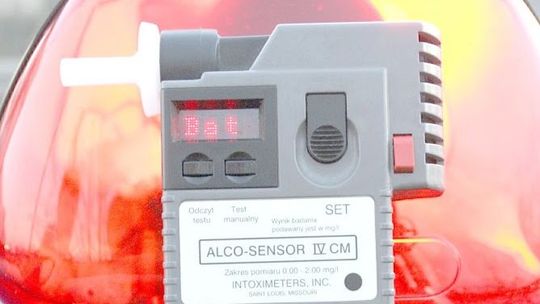 Bat
Odczyt Test SET
testu manualny Wynik badania
podawany jest w mg/l
ALCO-SENSOR IV CM
Zakres pomiaru 0.00 - 2.00 mg/l
INTOXIMETERS, INC.
SAINT LOUIS, MISSOURI